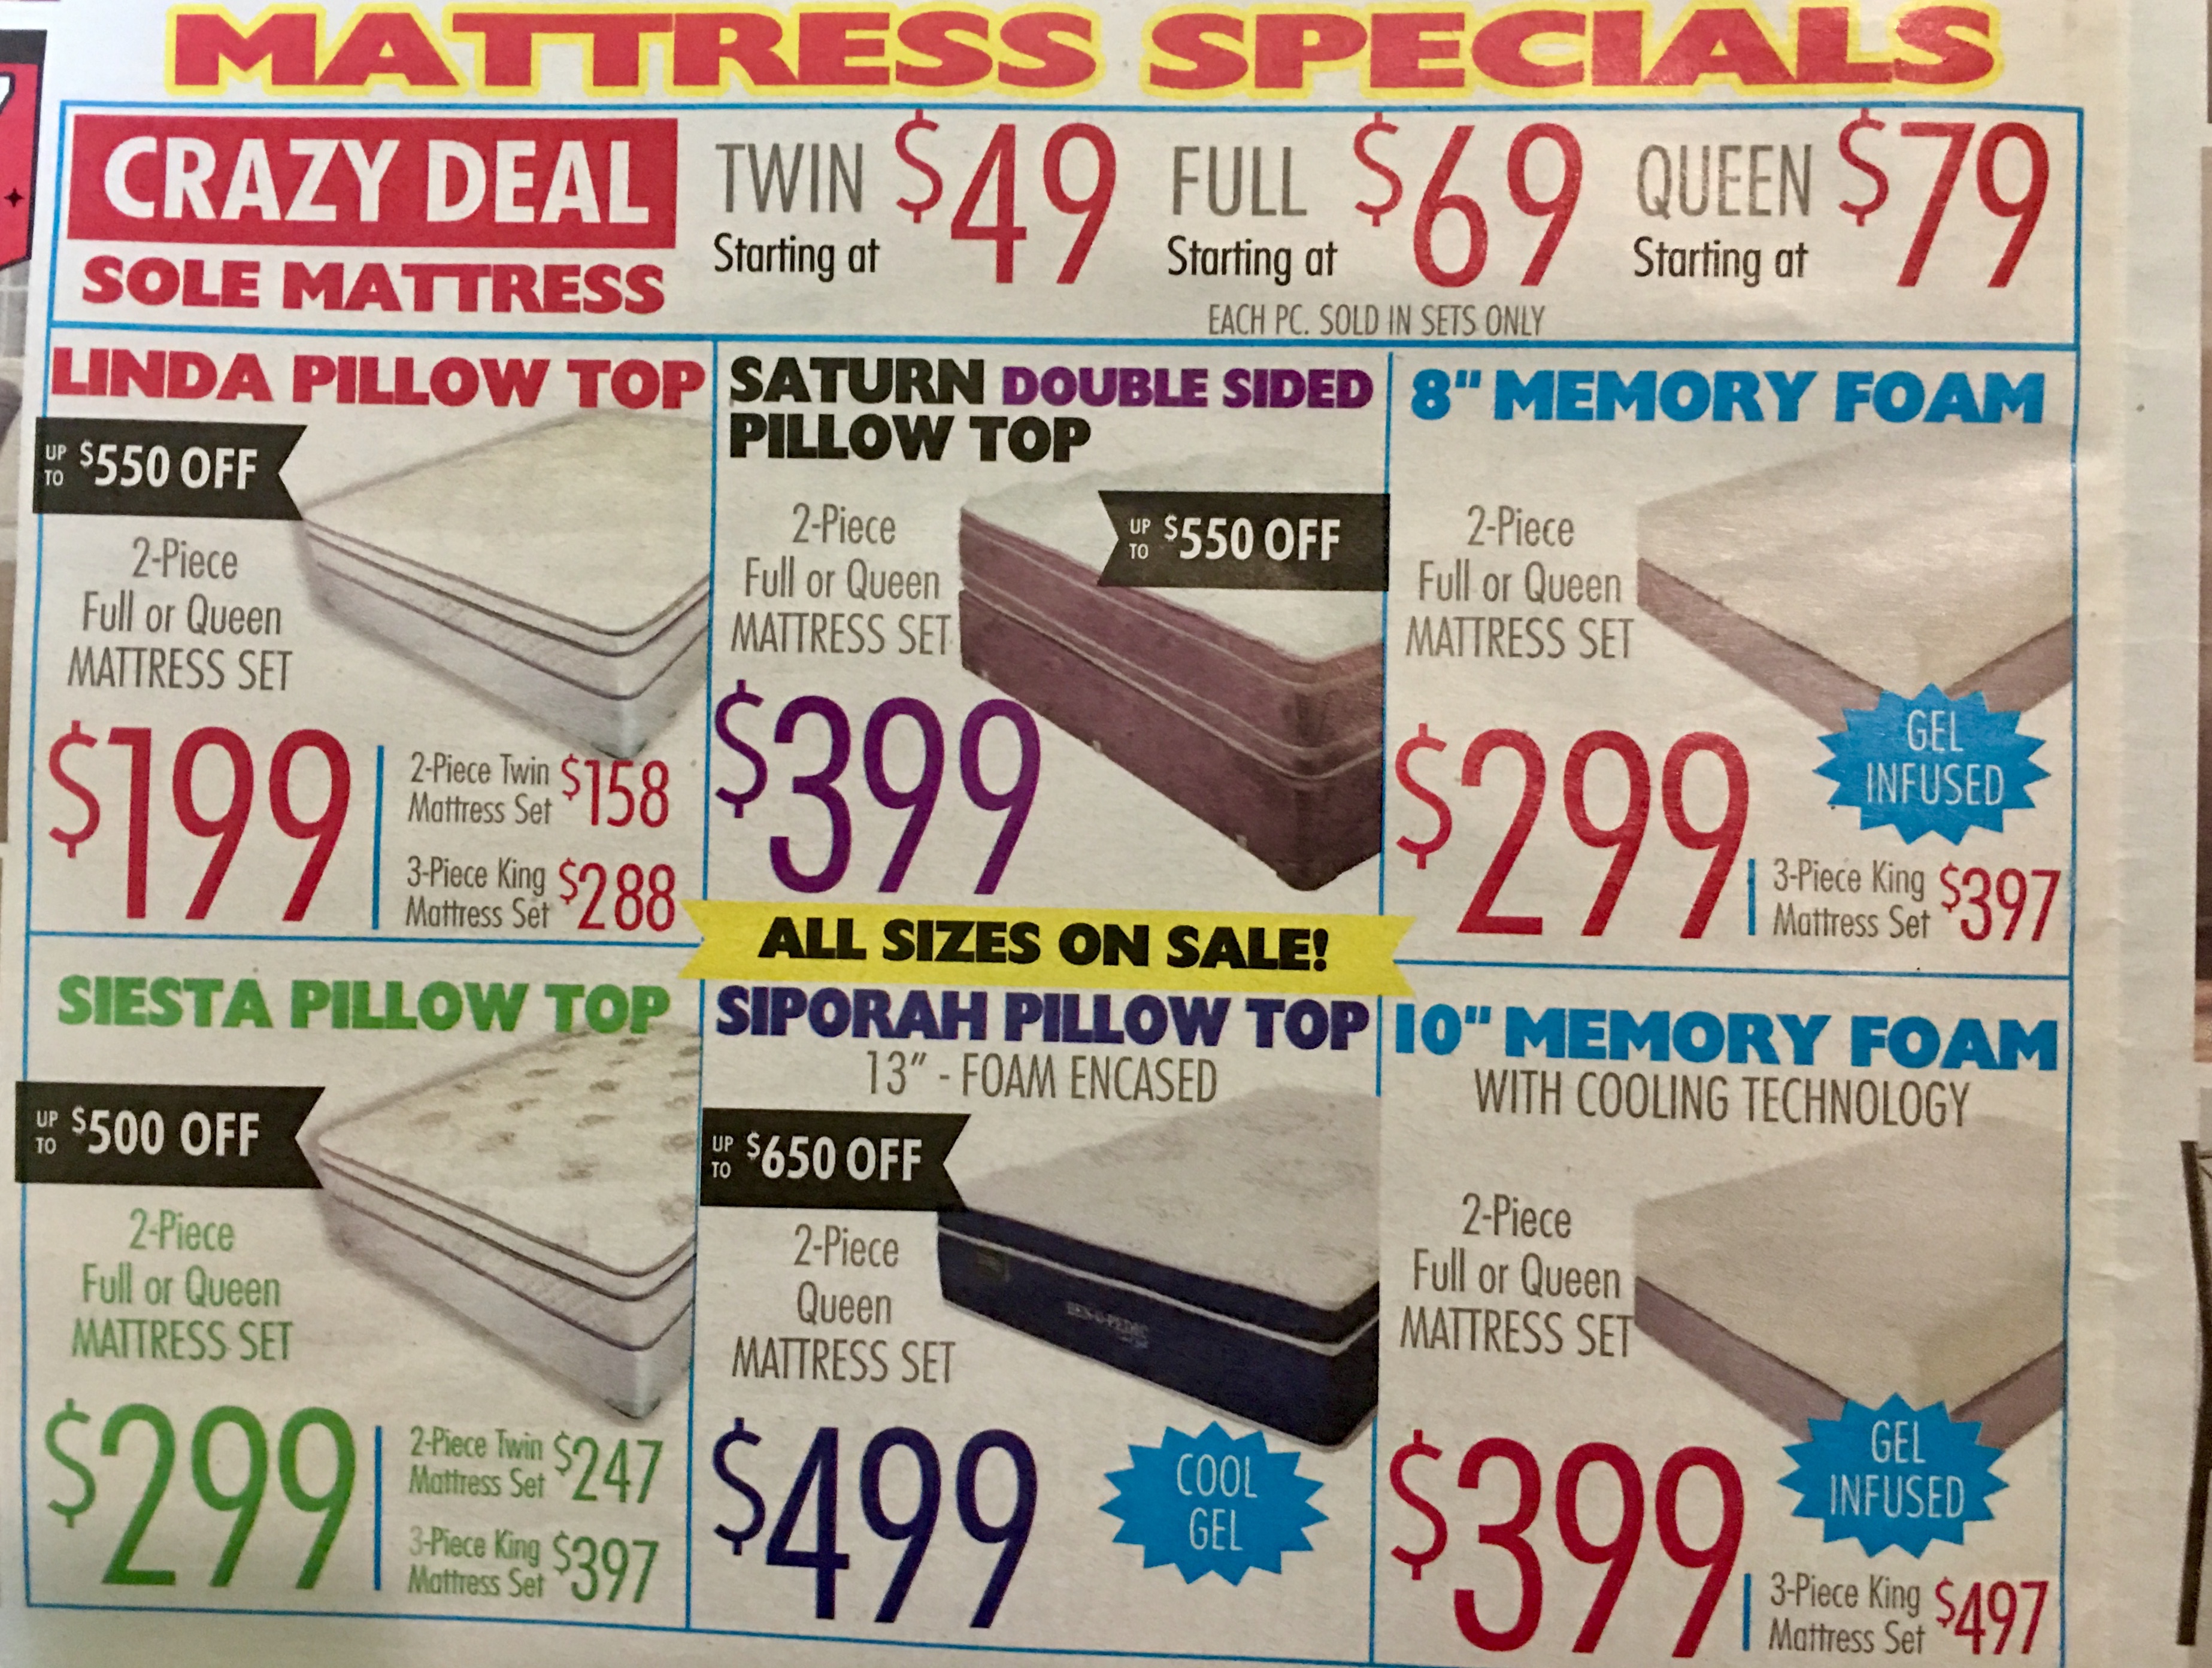 MATTRESS SPECIALS
CRAZY DEAL
SOLE MATTRESS
TWIN
Starting at
$49
FULL
Starting at
$69
QUEEN
Starting at
$79
EACH PC. SOLD IN SETS ONLY
LINDA PILLOW TOP
UP TO $550 OFF
2-Piece
Full or Queen
MATTRESS SET
$199
2-Piece Twin
Mattress Set
$158
3-Piece King
Mattress Set
$288
SATURN DOUBLE SIDED
PILLOW TOP
UP TO $550 OFF
2-Piece
Full or Queen
MATTRESS SET
$399
8" MEMORY FOAM
2-Piece
Full or Queen
MATTRESS SET
GEL
INFUSED
$299
3-Piece King
Mattress Set
$397
ALL SIZES ON SALE!
SIESTA PILLOW TOP
UP TO $500 OFF
2-Piece
Full or Queen
MATTRESS SET
$299
2-Piece Twin
Mattress Set
$247
3-Piece King
Mattress Set
$397
SIPORAH PILLOW TOP
13" - FOAM ENCASED
UP TO $650 OFF
2-Piece
Queen
MATTRESS SET
$499
COOL
GEL
10" MEMORY FOAM
WITH COOLING TECHNOLOGY
2-Piece
Full or Queen
MATTRESS SET
GEL
INFUSED
$399
3-Piece King
Mattress Set
$497